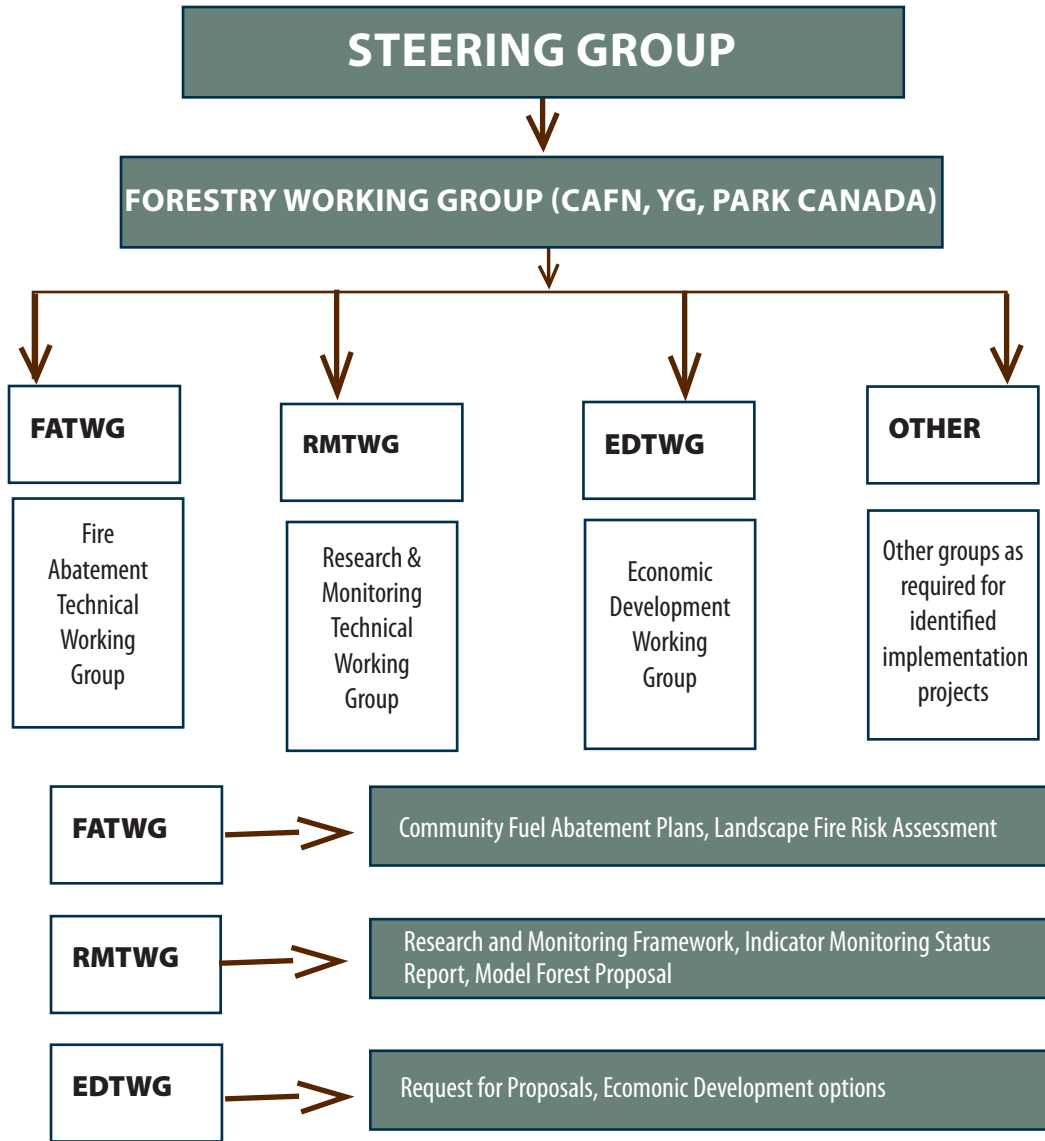 STEERING GROUP
FORESTRY WORKING GROUP (CAFN, YG, PARK CANADA)
FATWG
RMTWG
EDTWG
OTHER
Fire
Abatement
Technical
Working
Group
Research &
Monitoring
Technical
Working
Group
Economic
Development
Working
Group
Other groups as
required for
identified
implementation
projects
FATWG
Community Fuel Abatement Plans, Landscape Fire Risk Assessment
RMTWG
Research and Monitoring Framework, Indicator Monitoring Status
Report, Model Forest Proposal
EDTWG
Request for Proposals, Ecomonic Development options